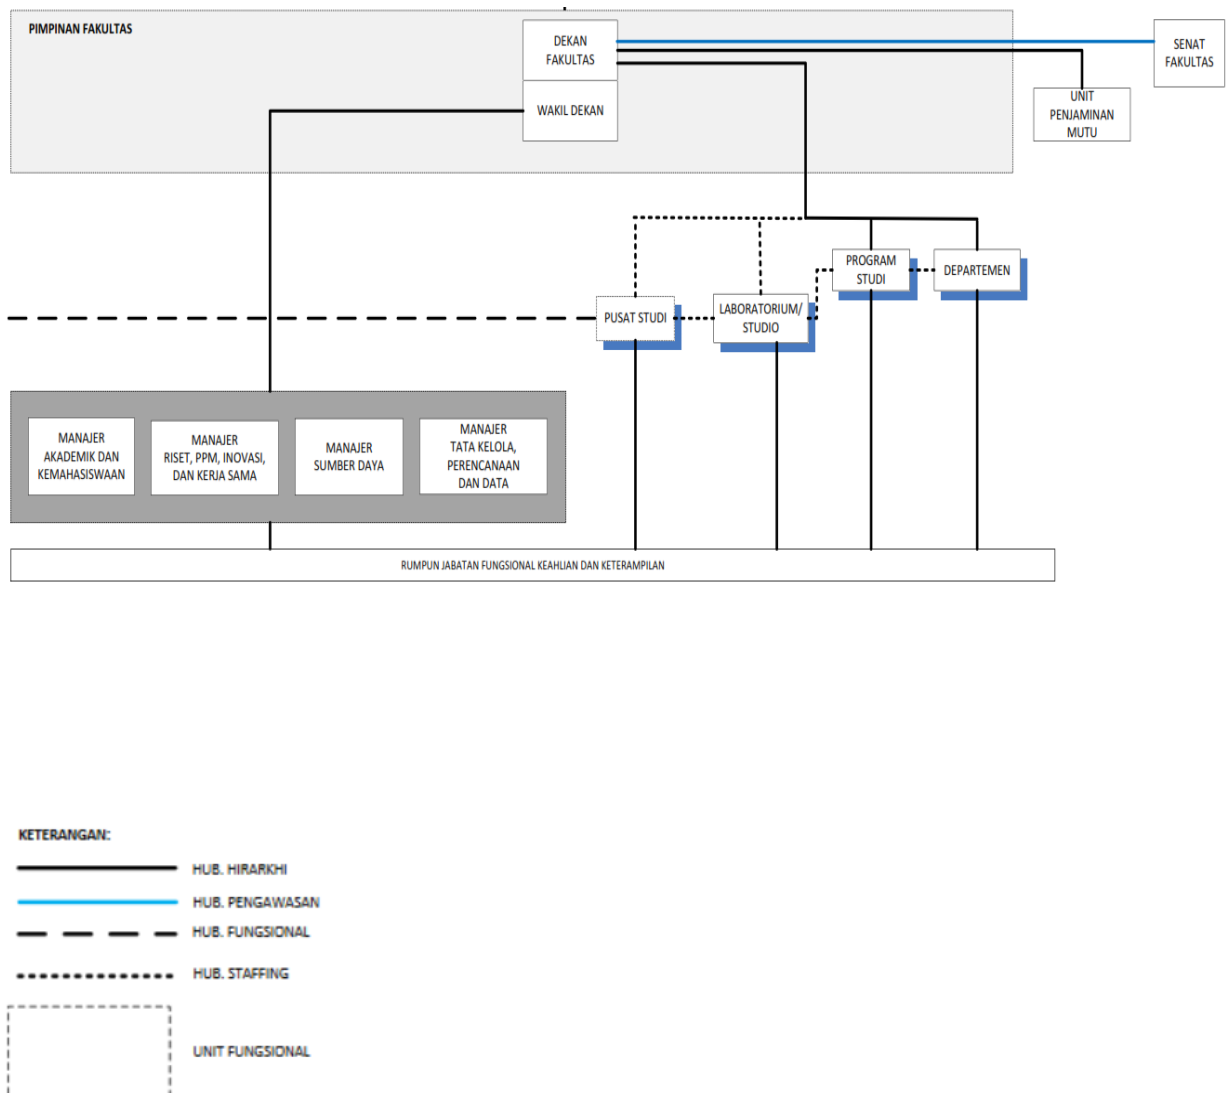 PIMPINAN FAKULTAS
DEKAN
FAKULTAS
SENAT
FAKULTAS
WAKIL DEKAN
UNIT
PENJAMINAN
MUTU
PROGRAM
STUDI
DEPARTEMEN
PUSAT STUDI
LABORATORIUM/
STUDIO
MANAJER
AKADEMIK DAN
KEMAHASISWAAN
MANAJER
RISET, PPM, INOVASI,
DAN KERJA SAMA
MANAJER
SUMBER DAYA
MANAJER
TATA KELOLA,
PERENCANAAN
DAN DATA
RUMPUN JABATAN FUNGSIONAL KEAHLIAN DAN KETERAMPILAN
KETERANGAN:
HUB. HIRARKHI
HUB. PENGAWASAN
HUB. FUNGSIONAL
HUB. STAFFING
UNIT FUNGSIONAL